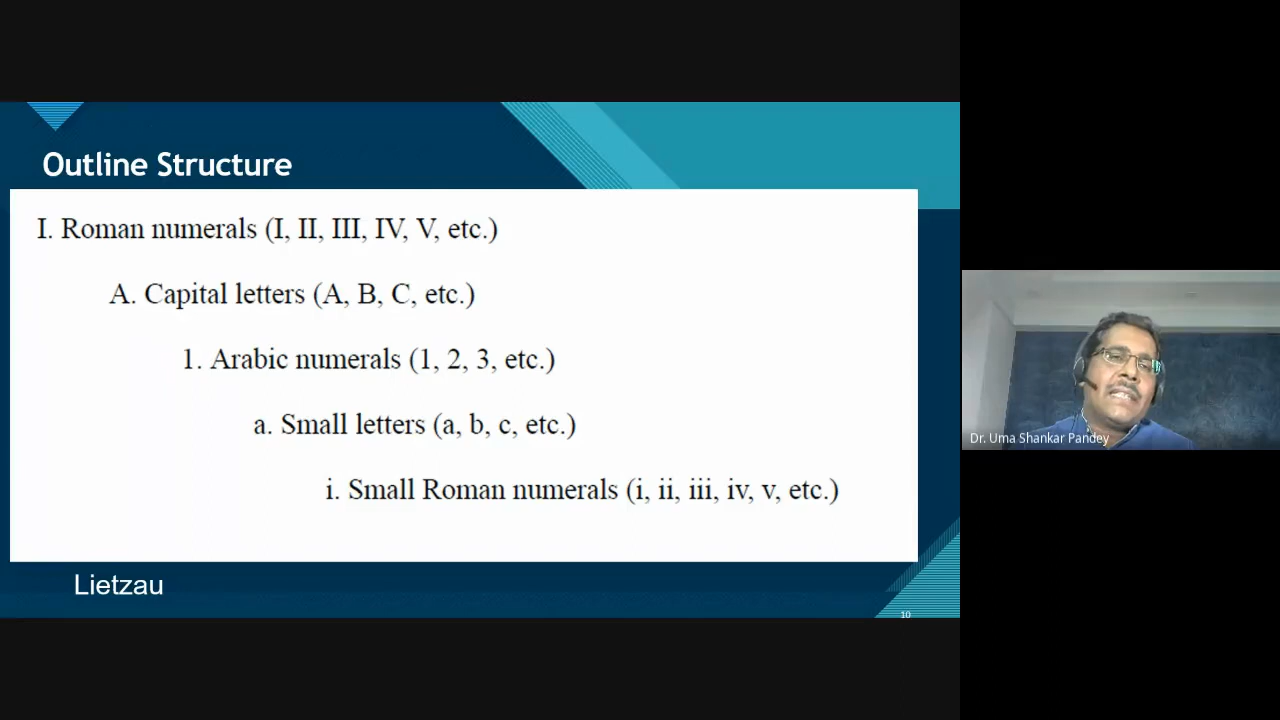 Outline Structure
I. Roman numerals (I, II, III, IV, V, etc.)
A. Capital letters (A, B, C, etc.)
1. Arabic numerals (1, 2, 3, etc.)
a. Small letters (a, b, c, etc.)
i. Small Roman numerals (i, ii, iii, iv, v, etc.)
Lietzau
10
Dr. Uma Shankar Pandey